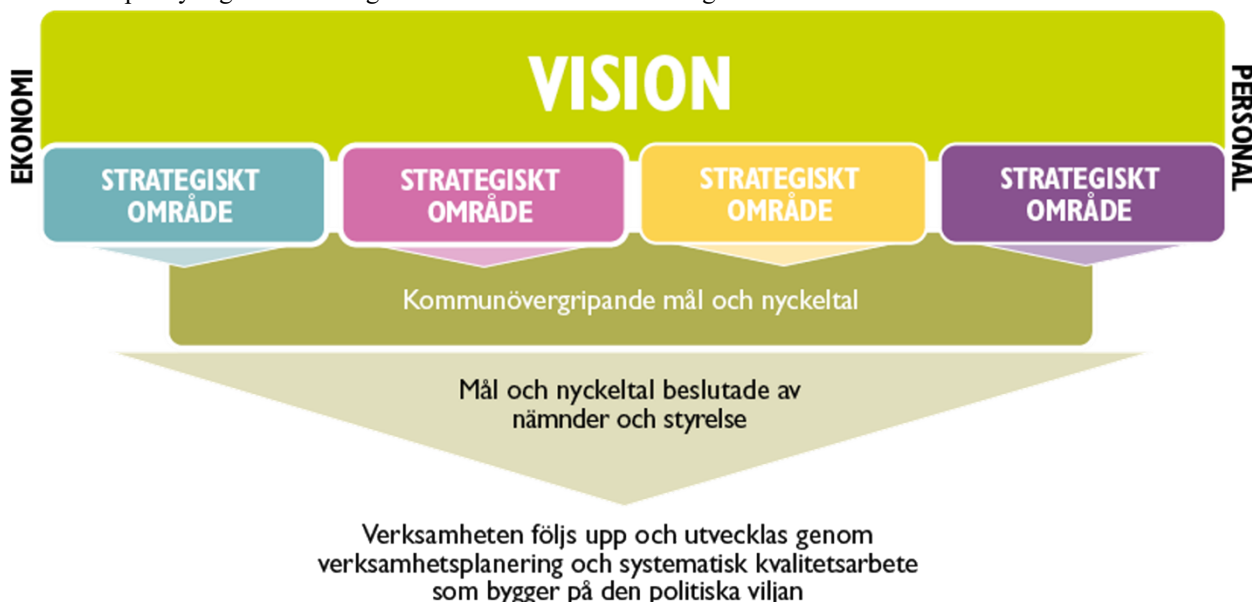 VISION
EKONOMI
PERSONAL
STRATEGISKT
OMRÅDE
STRATEGISKT
OMRÅDE
STRATEGISKT
OMRÅDE
STRATEGISKT
OMRÅDE
Kommunövergripande mål och nyckeltal
Mål och nyckeltal beslutade av
nämnder och styrelse
Verksamheten följs upp och utvecklas genom
verksamhetsplanering och systematisk kvalitetsarbete
som bygger på den politiska viljan